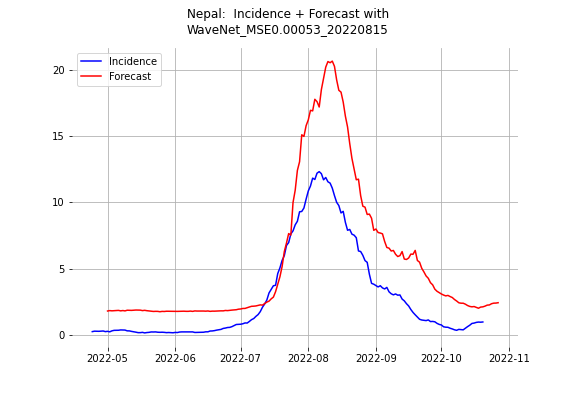 Nepal:  Incidence + Forecast with
WaveNet_MSE0.00053_20220815
Incidence
Forecast
20
15
10
5
0
2022-05 2022-06 2022-07 2022-08 2022-09 2022-10 2022-11